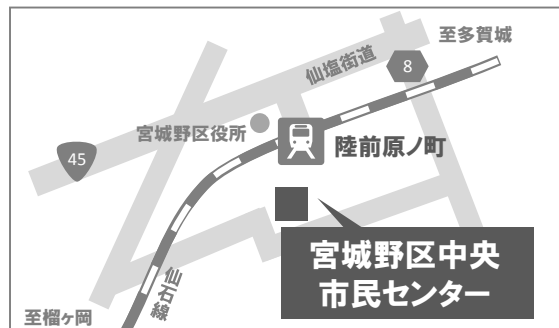 至多賀城
仙塩街道
8
宮城野区役所
陸前原ノ町
45
宮城野区中央
市民センター
仙石線
至榴ヶ岡